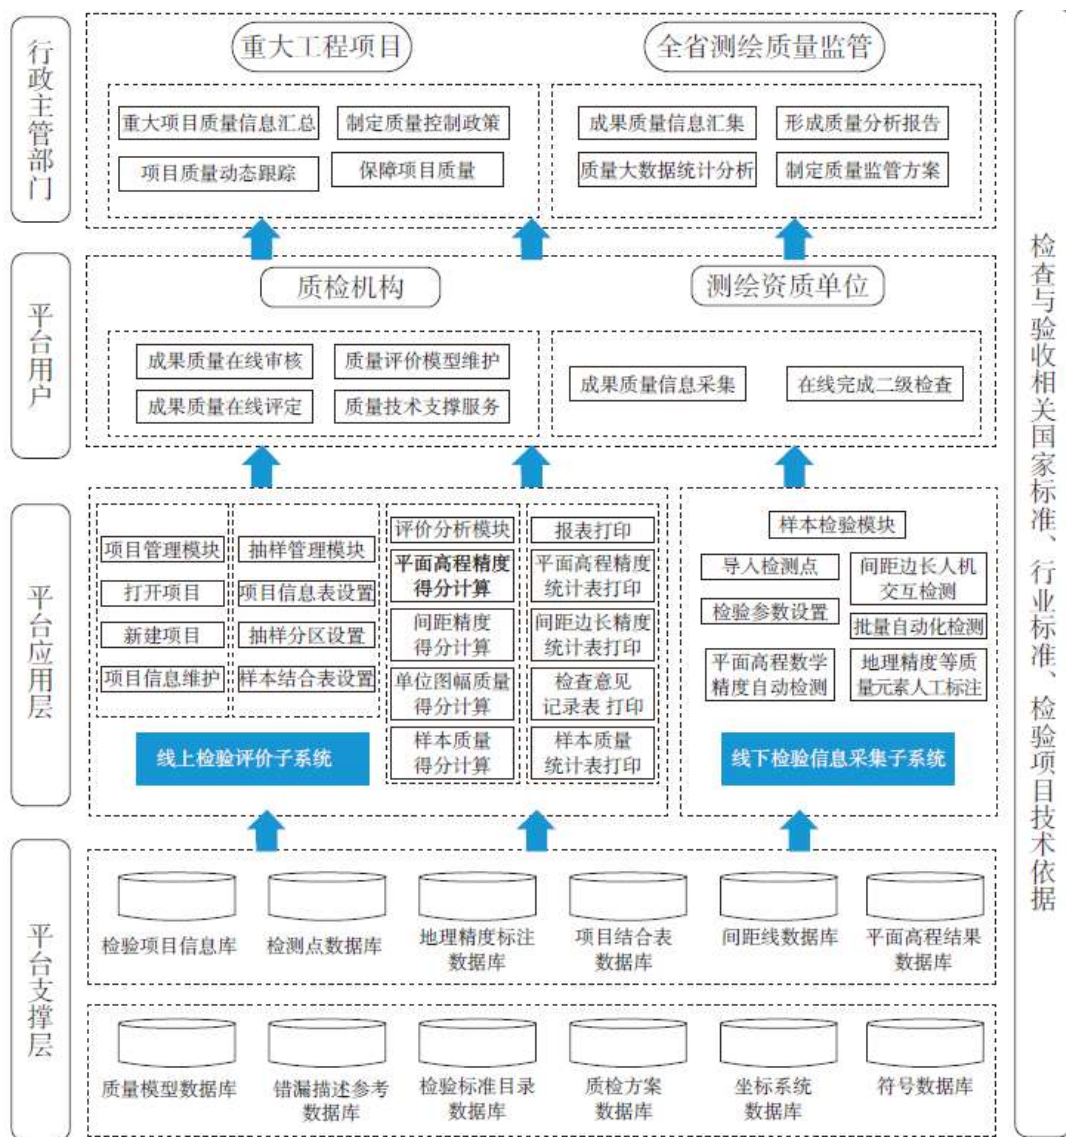 行政主管部门
重大工程项目
全省测绘质量监管
重大项目质量信息汇总
制定质量控制政策
项目质量动态跟踪
保障项目质量
成果质量信息汇集
形成质量分析报告
质量大数据统计分析
制定质量监管方案
平台用户
质检机构
测绘资质单位
成果质量在线审核
质量评价模型维护
成果质量在线评定
质量技术支撑服务
成果质量信息采集
在线完成二级检查
平台应用层
项目管理模块
打开项目
新建项目
项目信息维护
抽样管理模块
项目信息表设置
抽样分区设置
样本结合表设置
线上检验评价子系统
评价分析模块
平面高程精度
得分计算
间距精度
得分计算
单位图幅质量
得分计算
样本质量
得分计算
报表打印
平面高程精度
统计表打印
间距边长精度
统计表打印
检查意见
记录表 打印
样本质量
统计表打印
样本检验模块
导入检测点
检验参数设置
平面高程数学
精度自动检测
间距边长人机
交互检测
批量自动化检测
地理精度等质
量元素人工标注
线下检验信息采集子系统
平台支撑层
检验项目信息库
检测点数据库
地理精度标注
数据库
项目结合表
数据库
间距线数据库
平面高程结果
数据库
质量模型数据库
错漏描述参考
数据库
检验标准目录
数据库
质检方案
数据库
坐标系统
数据库
符号数据库
检查与验收相关国家标准、行业标准、检验项目技术依据